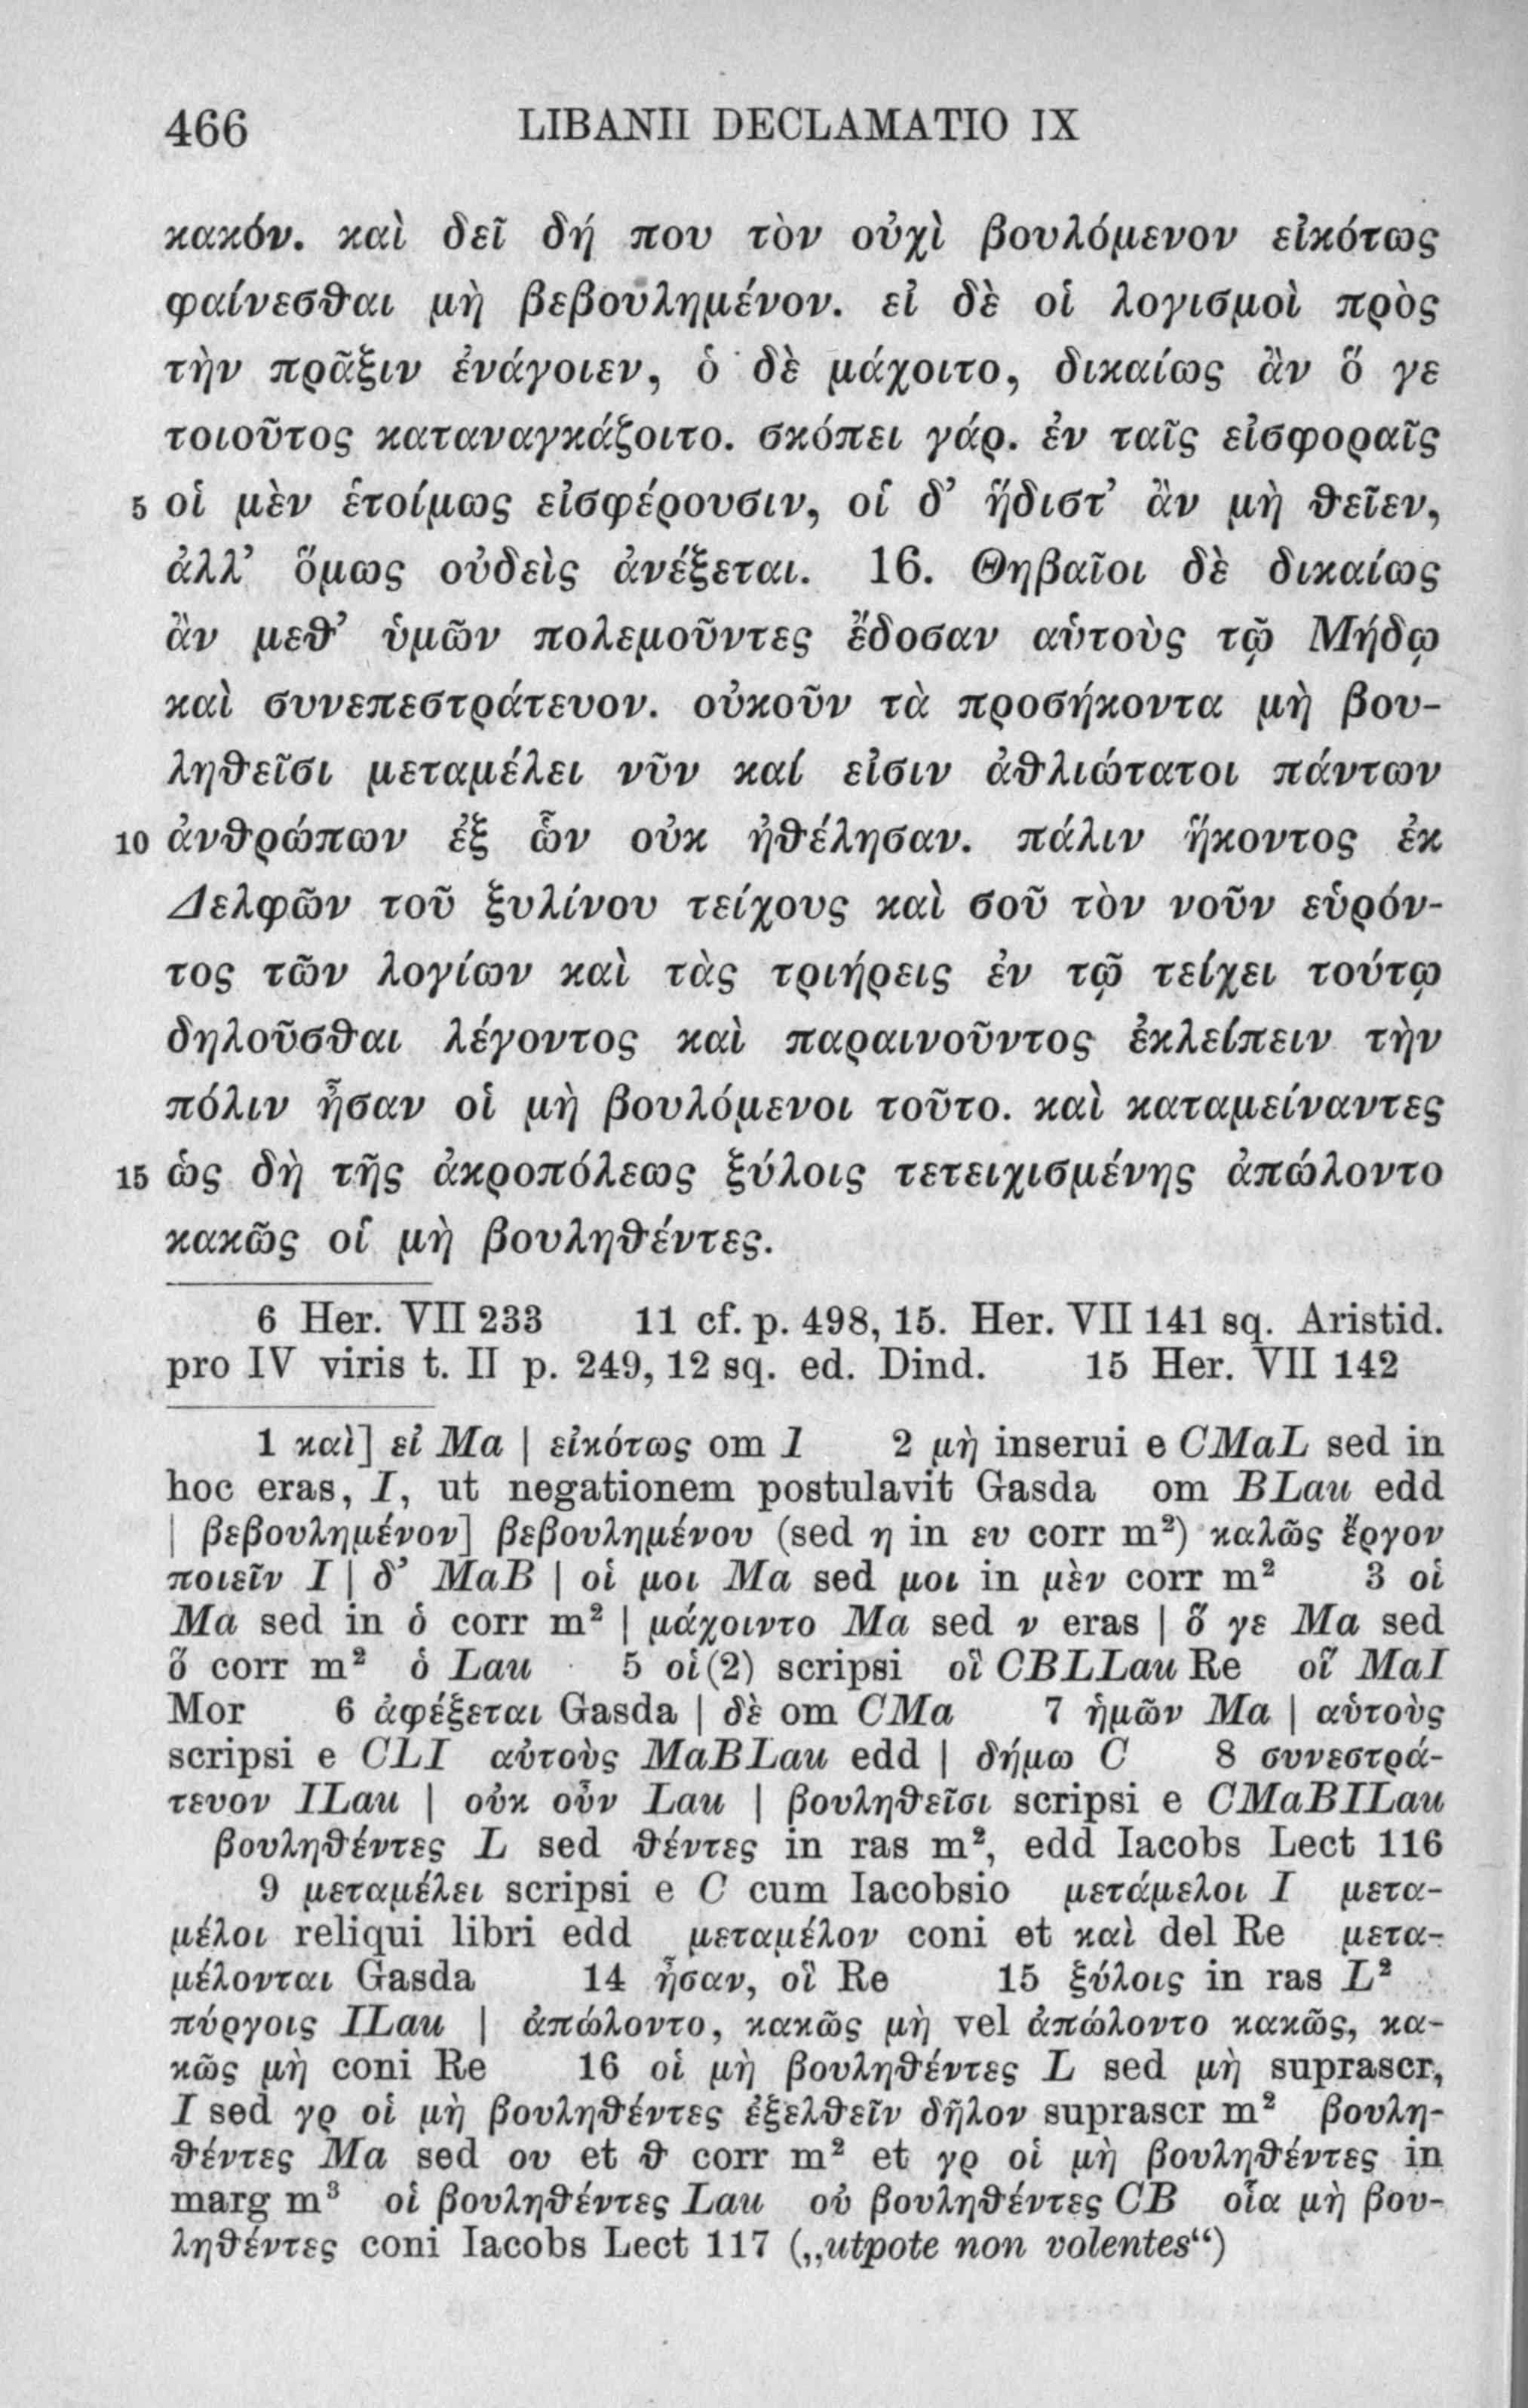 466 LIBANII DECLAMATIO IX
κακόν. καὶ δεῖ δή που τὸν οὐχὶ βουλόμενον εἰκότως
φαίνεσθαι μὴ βεβουλημένον. εἰ δὲ οἱ λογισμοὶ πρὸς
τὴν πρᾶξιν ἐνάγοιεν, ὁ δὲ μάχοιτο, δικαίως ἂν ὅ γε
τοιοῦτος καταναγκάζοιτο. σκόπει γάρ. ἐν ταῖς εἰσφοραῖς
5 οἱ μὲν ἑτοίμως εἰσφέρουσιν, οἱ δ’ ἥδιστ’ ἂν μὴ θεῖεν,
ἀλλ’ ὅμως οὐδεὶς ἀνέξεται. 16. Θηβαῖοι δὲ δικαίως
ἂν μεθ’ ὑμῶν πολεμοῦντες ἔδοσαν αὑτοὺς τῷ Μήδῳ
καὶ συνεπεστράτευον. οὐκοῦν τὰ προσήκοντα μὴ βου-
ληθεῖσι μεταμέλει νῦν καί εἰσιν ἀθλιώτατοι πάντων
10 ἀνθρώπων ἐξ ὧν οὐκ ἠθέλησαν. πάλιν ἥκοντος ἐκ
Δελφῶν τοῦ ξυλίνου τείχους καὶ σοῦ τὸν νοῦν εὑρόν-
τος τῶν λογίων καὶ τὰς τριήρεις ἐν τῷ τείχει τούτῳ
δηλοῦσθαι λέγοντος καὶ παραινοῦντος ἐκλείπειν τὴν
πόλιν ἦσαν οἱ μὴ βουλόμενοι τοῦτο. καὶ καταμείναντες
15 ὡς δὴ τῆς ἀκροπόλεως ξύλοις τετειχισμένης ἀπώλοντο
κακῶς οἱ μὴ βουληθέντες.
6 Her. VII 233 11 cf. p. 498, 15. Her. VII 141 sq. Aristid.
pro IV viris t. II p. 249, 12 sq. ed. Dind. 15 Her. VII 142
1 καὶ] εἰ Ma | εἰκότως om I 2 μὴ inserui e CMaL sed in
hoc eras, I, ut negationem postulavit Gasda om BLau edd
| βεβουλημένον] βεβουλημένου (sed η in ευ corr m²) καλῶς ἔργον
ποιεῖν I | δ’ MaB | οἱ μοι Ma sed μοι in μὲν corr m² 3 οἱ
Ma sed in ὁ corr m² | μάχοιντο Ma sed ν eras | ὅ γε Ma sed
ὅ corr m² ὁ Lau 5 οἱ (2) scripsi οἳ CBLLau Re οἵ MaI
Mor 6 ἀφέξεται Gasda | δὲ om CMa 7 ἡμῶν Ma | αὑτοὺς
scripsi e CLI αὐτοὺς MaBLau edd | δήμω C 8 συνεστρά-
τευον ILau | οὐκ οὖν Lau | βουληθεῖσι scripsi e CMaBILau
βουληθέντες L sed θέντες in ras m², edd Iacobs Lect 116
9 μεταμέλει scripsi e C cum Iacobsio μετάμελοι I μετα-
μέλοι reliqui libri edd μεταμέλον coni et καὶ del Re μετα-
μέλονται Gasda 14 ἦσαν, οἳ Re 15 ξύλοις in ras L²
πύργοις ILau | ἀπώλοντο, κακῶς μὴ vel ἀπώλοντο κακῶς, κα-
κῶς μὴ coni Re 16 οἱ μὴ βουληθέντες L sed μὴ suprascr,
I sed γρ οἱ μὴ βουληθέντες ἐξελθεῖν δῆλον suprascr m² βουλη-
θέντες Ma sed ου et θ corr m² et γρ οἱ μὴ βουληθέντες in
marg m³ οἱ βουληθέντες Lau οὐ βουληθέντες CB οἷα μὴ βου-
ληθέντες coni Iacobs Lect 117 („utpote non volentes“)